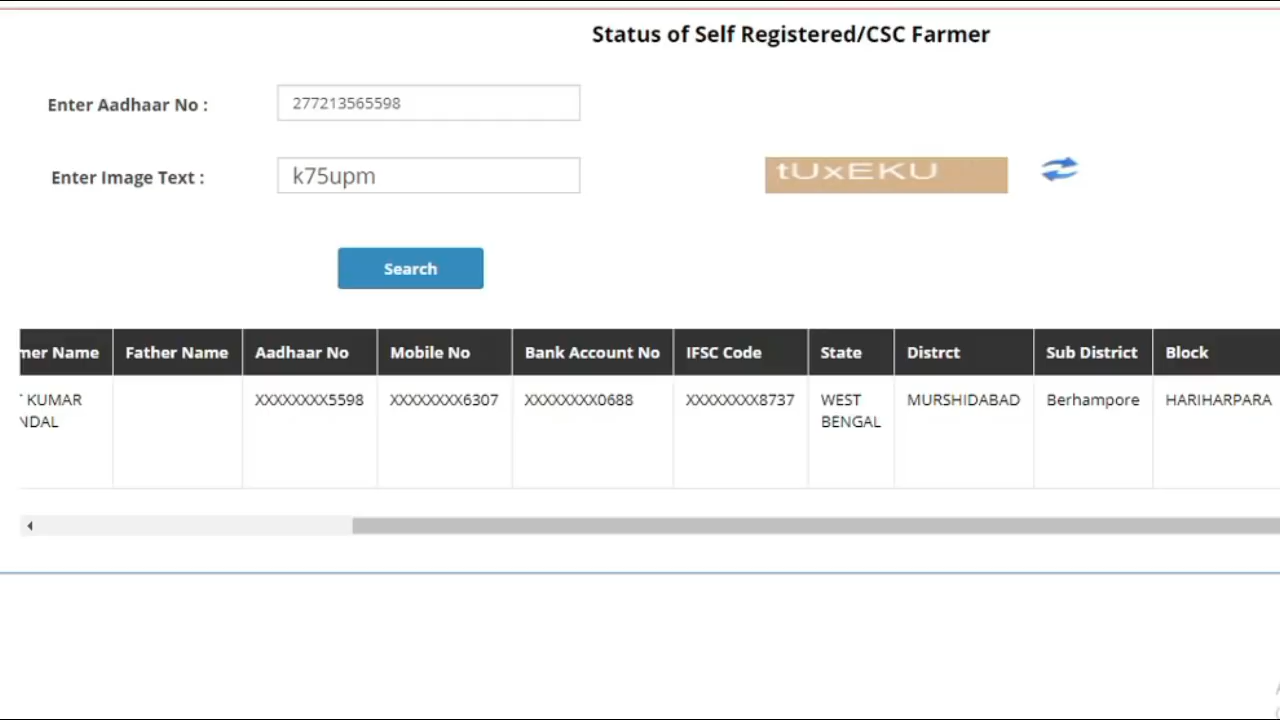 Status of Self Registered/CSC Farmer
Enter Aadhaar No : 277213565598
Enter Image Text : k75upm tUxEKU
Search
mer Name Father Name Aadhaar No Mobile No Bank Account No IFSC Code State Distrct Sub District Block
KUMAR XXXXXXXX5598 XXXXXXXX6307 XXXXXXXX0688 XXXXXXXX8737 WEST MURSHIDABAD Berhampore HARIHARPARA
NDAL BENGAL